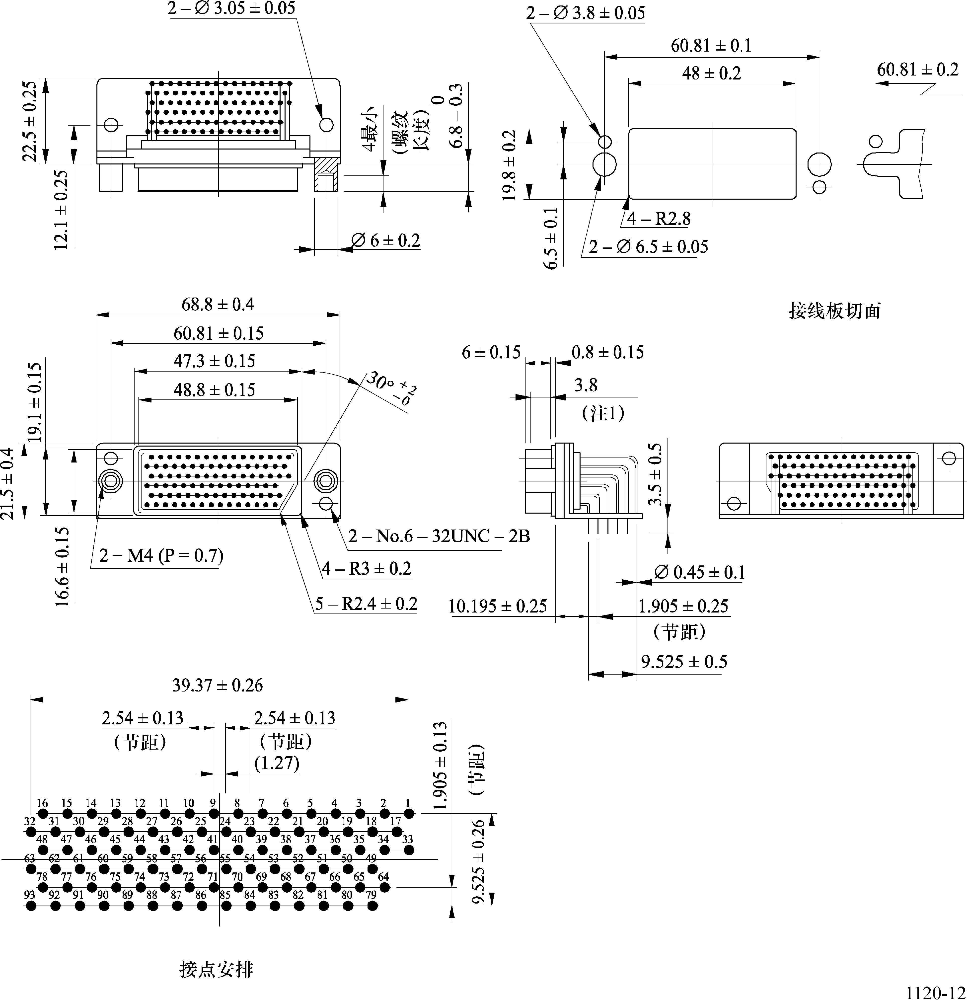 2 – ∅ 3.05 ± 0.05
22.5 ± 0.25
12.1 ± 0.25
4最小
(螺纹
长度)
0
6.8 – 0.3
∅ 6 ± 0.2
2 – ∅ 3.8 ± 0.05
60.81 ± 0.1
48 ± 0.2
60.81 ± 0.2
19.8 ± 0.2
6.5 ± 0.1
4 – R2.8
2 – ∅ 6.5 ± 0.05
接线板切面
68.8 ± 0.4
60.81 ± 0.15
47.3 ± 0.15
48.8 ± 0.15
30° +2 –0
19.1 ± 0.15
21.5 ± 0.4
16.6 ± 0.15
2 – M4 (P = 0.7)
2 – No.6 – 32UNC – 2B
4 – R3 ± 0.2
5 – R2.4 ± 0.2
6 ± 0.15
0.8 ± 0.15
3.8
(注1)
3.5 ± 0.5
∅ 0.45 ± 0.1
10.195 ± 0.25
1.905 ± 0.25
(节距)
9.525 ± 0.5
39.37 ± 0.26
2.54 ± 0.13
(节距)
2.54 ± 0.13
(节距)
(1.27)
1.905 ± 0.13
(节距)
9.525 ± 0.26
16 15 14 13 12 11 10 9 8 7 6 5 4 3 2 1
32 31 30 29 28 27 26 25 24 23 22 21 20 19 18 17
48 47 46 45 44 43 42 41 40 39 38 37 36 35 34 33
63 62 61 60 59 58 57 56 55 54 53 52 51 50 49
78 77 76 75 74 73 72 71 70 69 68 67 66 65 64
93 92 91 90 89 88 87 86 85 84 83 82 81 80 79
接点安排
1120-12